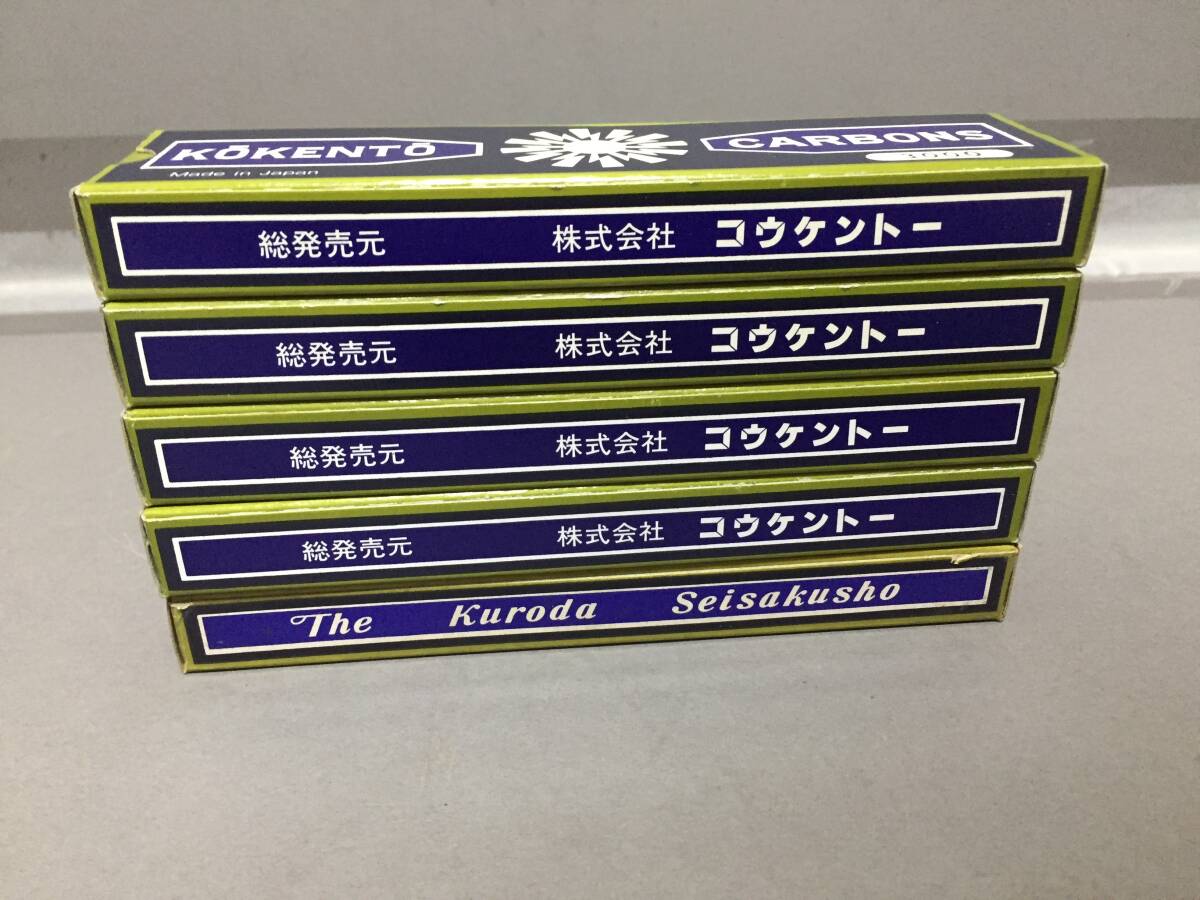 KŌKENTŌ CARBONS
Made in Japan 3000
総発売元 株式会社 コウケントー
総発売元 株式会社 コウケントー
総発売元 株式会社 コウケントー
総発売元 株式会社 コウケントー
The Kuroda Seisakusho